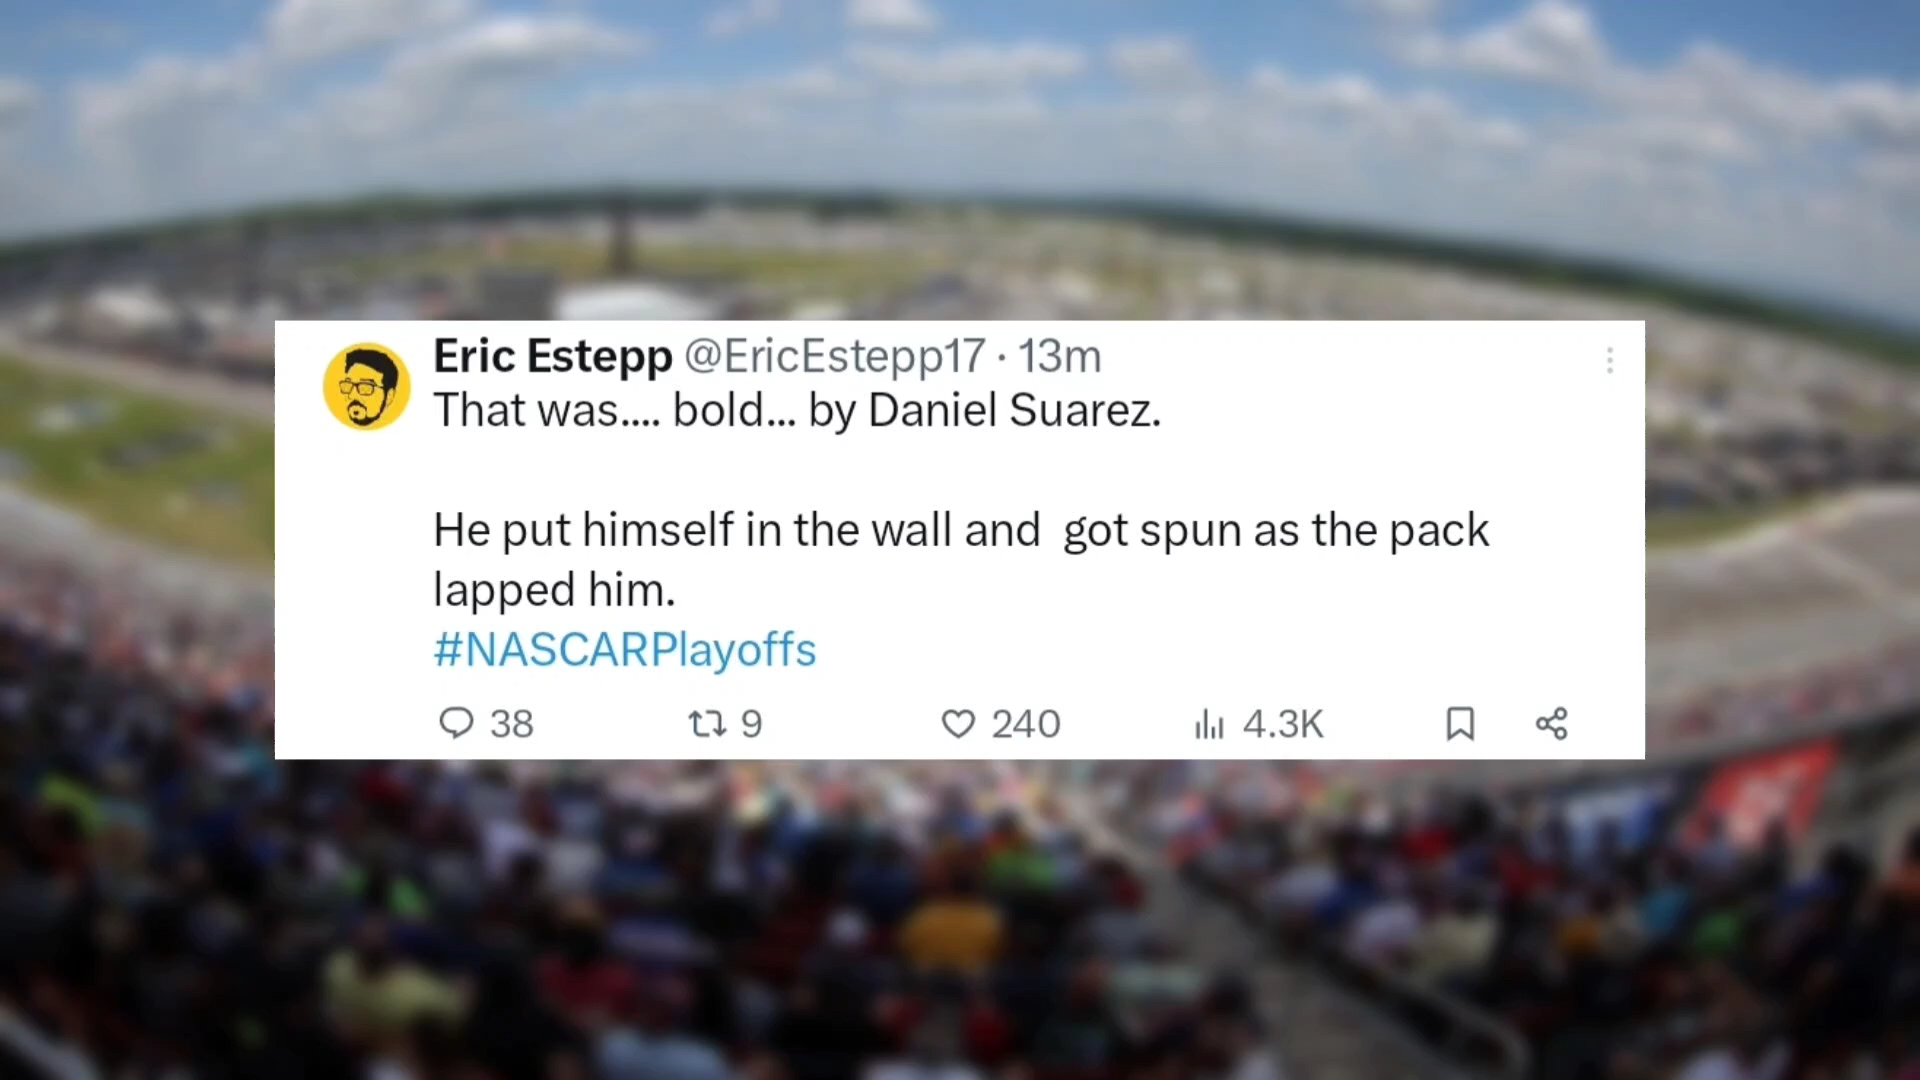 Eric Estepp @EricEstepp17 · 13m
That was.... bold... by Daniel Suarez.
He put himself in the wall and  got spun as the pack
lapped him.
#NASCARPlayoffs
38 9 240 4.3K